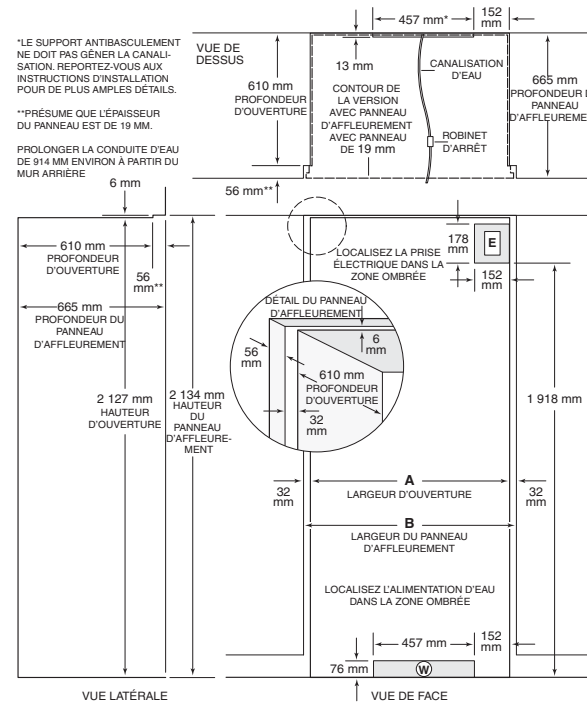 *LE SUPPORT ANTIBASCULEMENT
NE DOIT PAS GÊNER LA CANALI-
SATION. REPORTEZ-VOUS AUX
INSTRUCTIONS D'INSTALLATION
POUR DE PLUS AMPLES DÉTAILS.
**PRÉSUME QUE L'ÉPAISSEUR
DU PANNEAU EST DE 19 MM.
PROLONGER LA CONDUITE D'EAU
DE 914 MM ENVIRON À PARTIR DU
MUR ARRIÈRE
VUE DE
DESSUS
457 mm*
152
mm
13 mm
610 mm
PROFONDEUR
D'OUVERTURE
CONTOUR DE
LA VERSION
AVEC PANNEAU
D'AFFLEUREMENT
AVEC PANNEAU
DE 19 mm
CANALISATION
D'EAU
ROBINET
D'ARRÊT
665 mm
PROFONDEUR D
PANNEAU
D'AFFLEUREME
56 mm**
6 mm
610 mm
PROFONDEUR
D'OUVERTURE
56
mm**
665 mm
PROFONDEUR DU
PANNEAU
D'AFFLEUREMENT
2 127 mm
HAUTEUR
D'OUVERTURE
2 134 mm
HAUTEUR
DU
PANNEAU
D'AFFLEURE-
MENT
VUE LATÉRALE
LOCALISEZ LA PRISE
ÉLECTRIQUE DANS LA
ZONE OMBRÉE
178
mm
E
152
mm
DÉTAIL DU PANNEAU
D'AFFLEUREMENT
56
mm
6
mm
610 mm
PROFONDEUR
D'OUVERTURE
32
mm
1 918 mm
32
mm
A
LARGEUR D'OUVERTURE
32
mm
B
LARGEUR DU PANNEAU
D'AFFLEUREMENT
LOCALISEZ L'ALIMENTATION D'EAU
DANS LA ZONE OMBRÉE
457 mm
152
mm
76 mm
W
VUE DE FACE